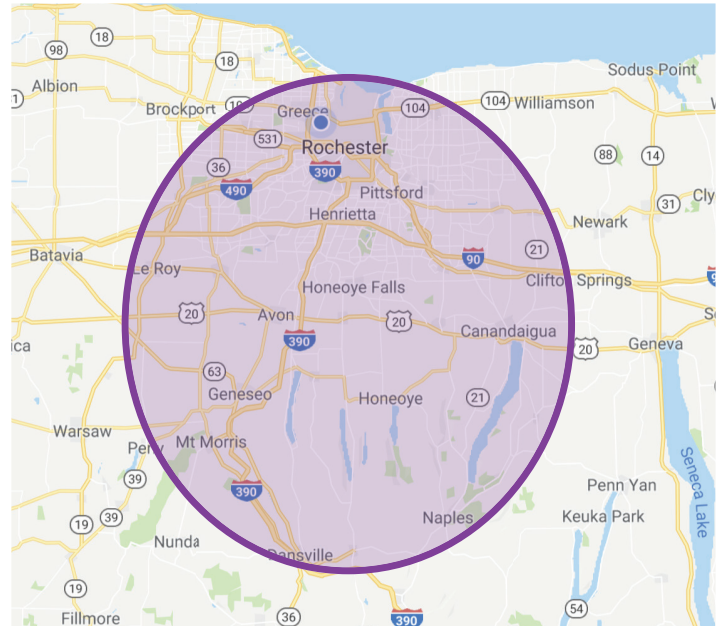 18
98
18
Sodus Point
Albion
Brockport
Greece
104
104
Williamson
531
Rochester
88
14
36
390
490
Pittsford
31
Henrietta
Newark
21
Batavia
90
Le Roy
Clifton Springs
Honeoye Falls
20
Avon
20
Canandaigua
390
20
Geneva
63
Geneseo
Honeoye
21
Warsaw
Mt Morris
Perry
39
390
Penn Yan
Seneca Lake
19
39
Naples
Keuka Park
Nunda
Dansville
19
Fillmore
36
390
54